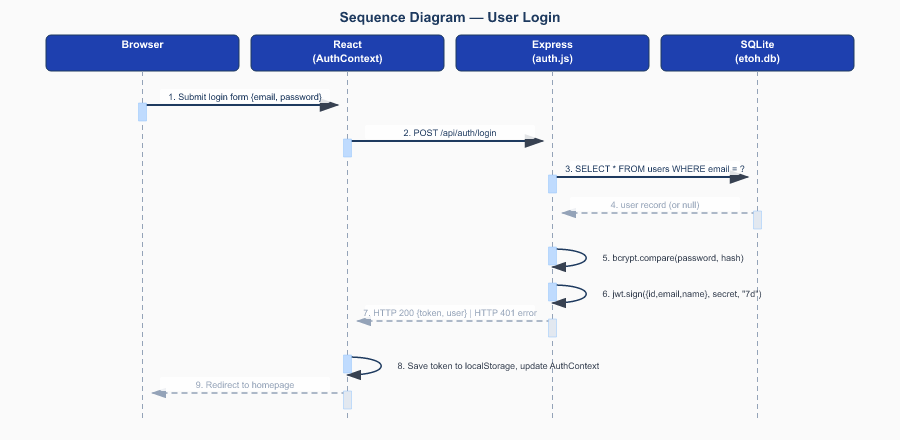 Sequence Diagram — User Login
Browser
React
(AuthContext)
Express
(auth.js)
SQLite
(etoh.db)
1. Submit login form {email, password}
2. POST /api/auth/login
3. SELECT * FROM users WHERE email = ?
4. user record (or null)
5. bcrypt.compare(password, hash)
6. jwt.sign({id,email,name}, secret, "7d")
7. HTTP 200 {token, user} | HTTP 401 error
8. Save token to localStorage, update AuthContext
9. Redirect to homepage